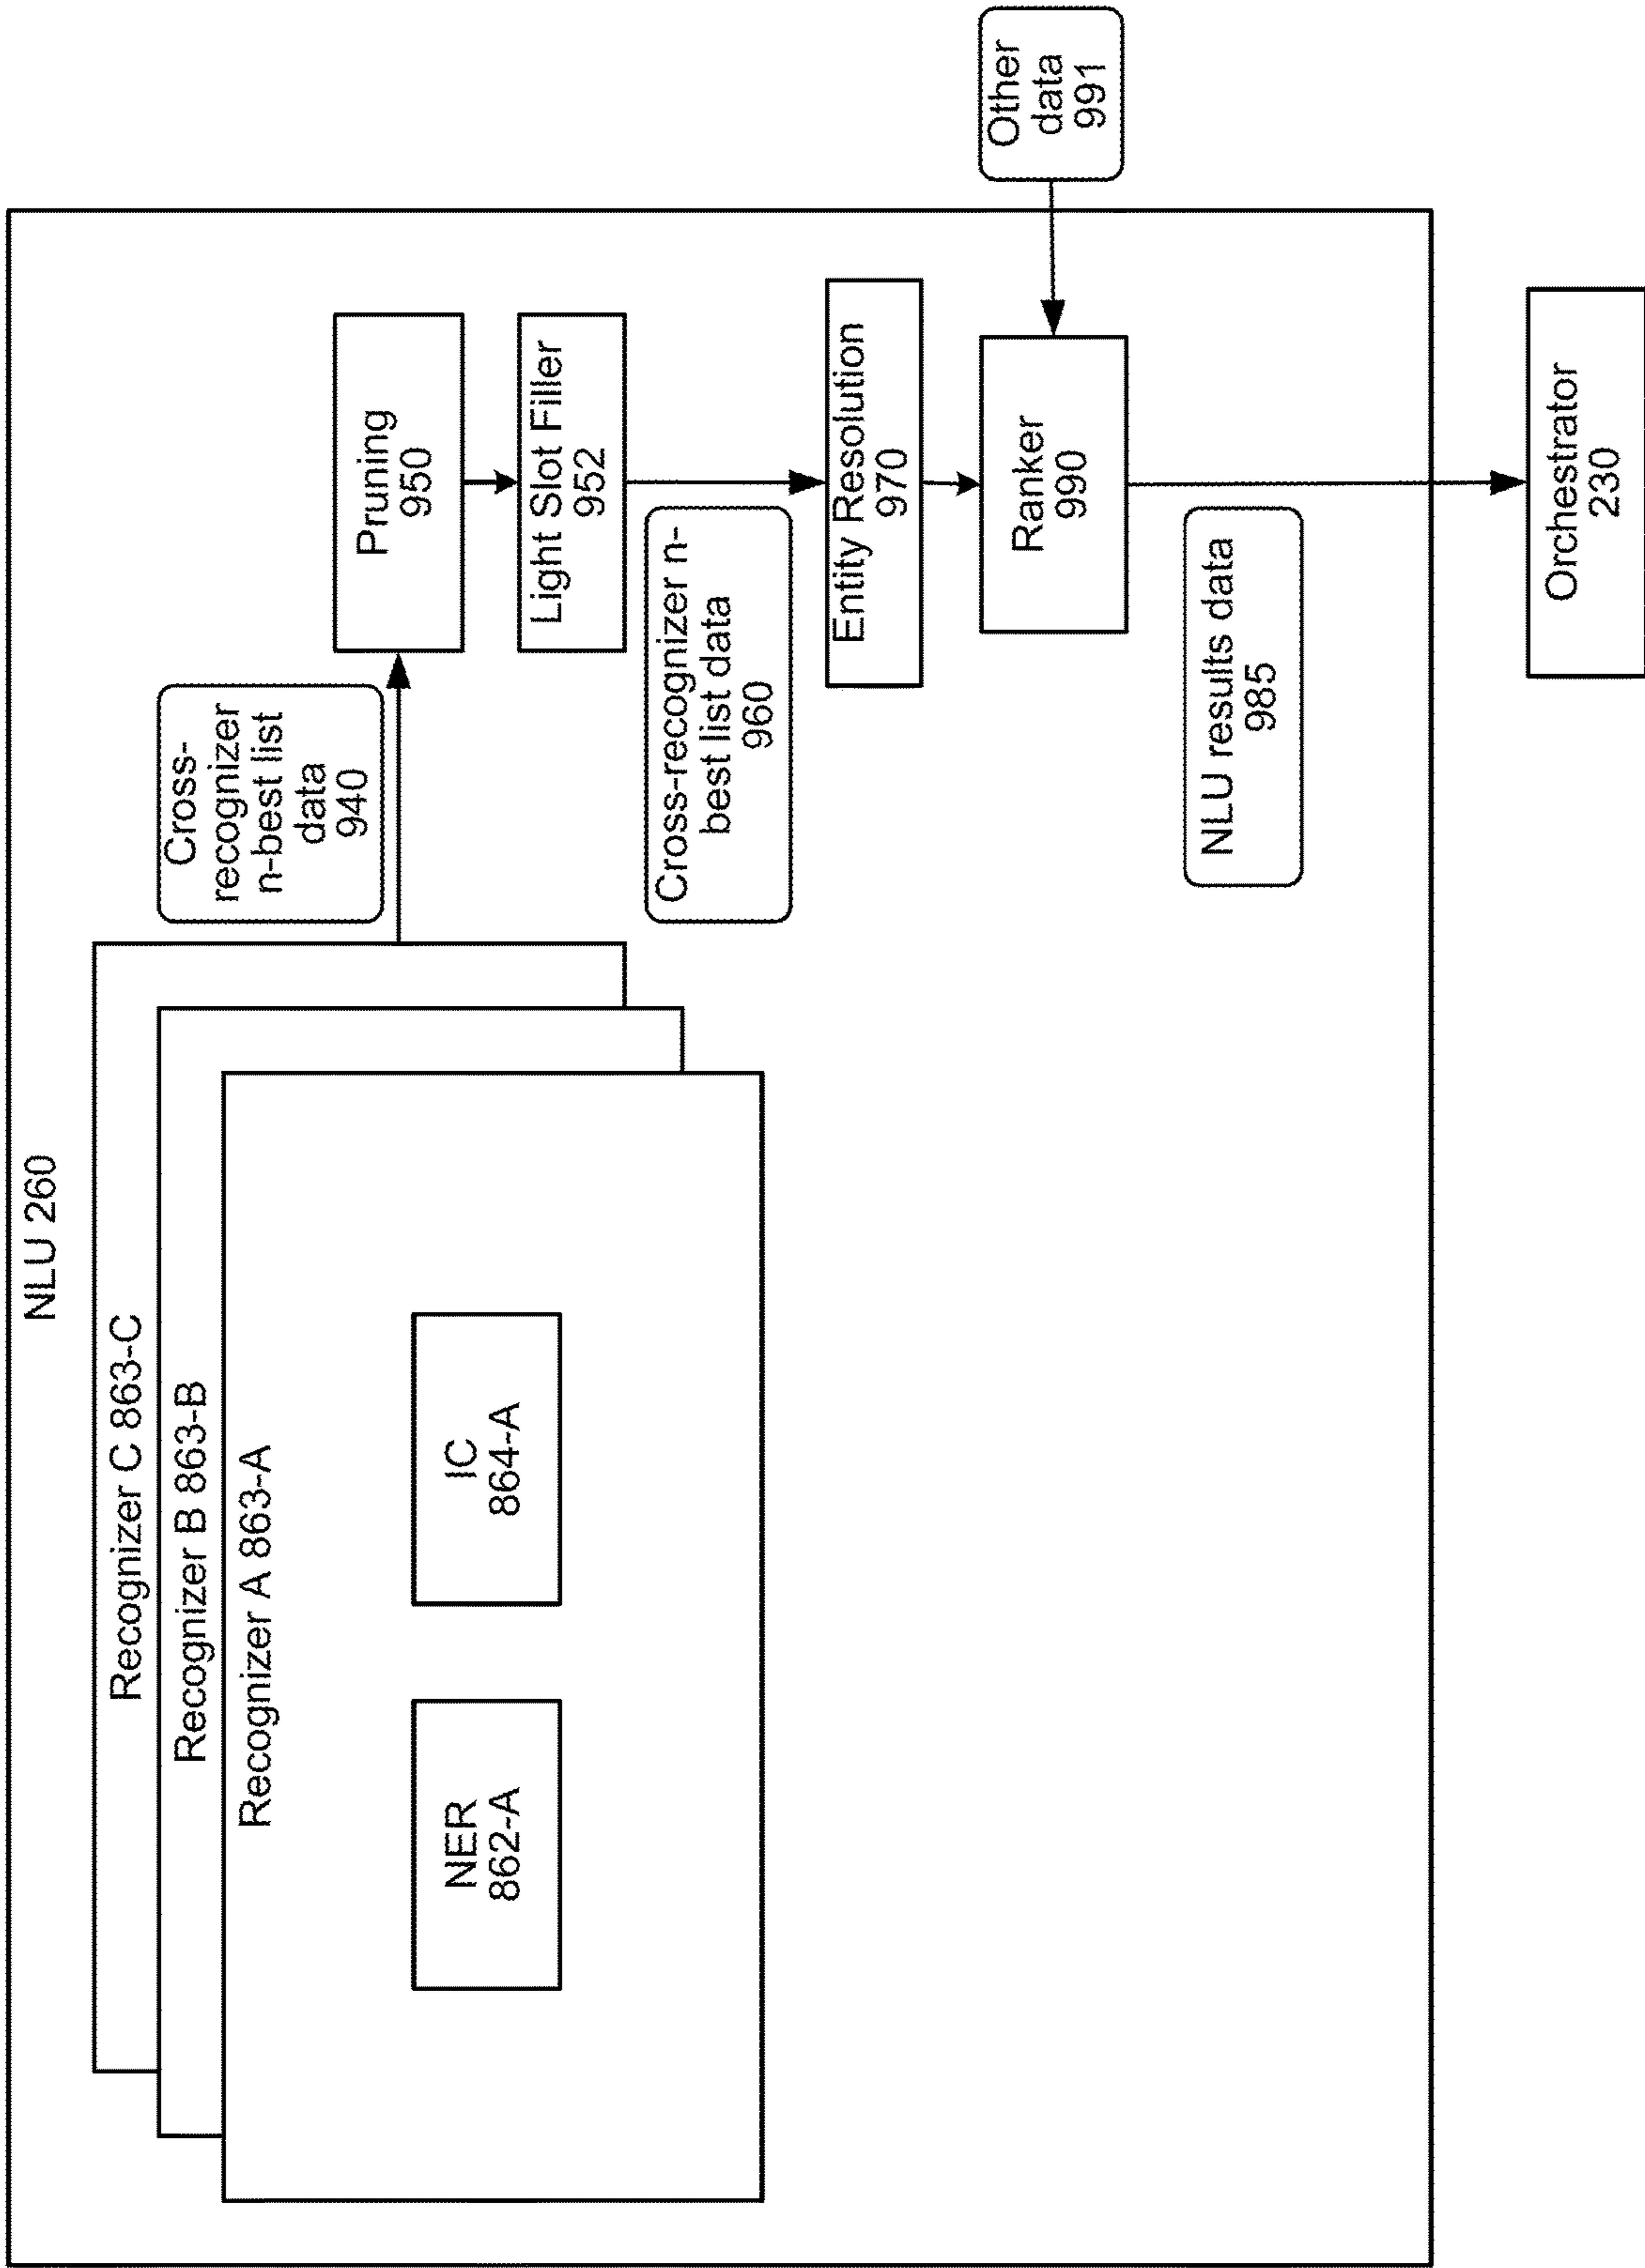 NLU 260
Recognizer C 863-C
Recognizer B 863-B
Recognizer A 863-A
NER
862-A
IC
864-A
Cross-
recognizer
n-best list
data
940
Pruning
950
Light Slot Filler
952
Cross-recognizer n-
best list data
960
Entity Resolution
970
Ranker
990
Other
data
991
NLU results data
985
Orchestrator
230